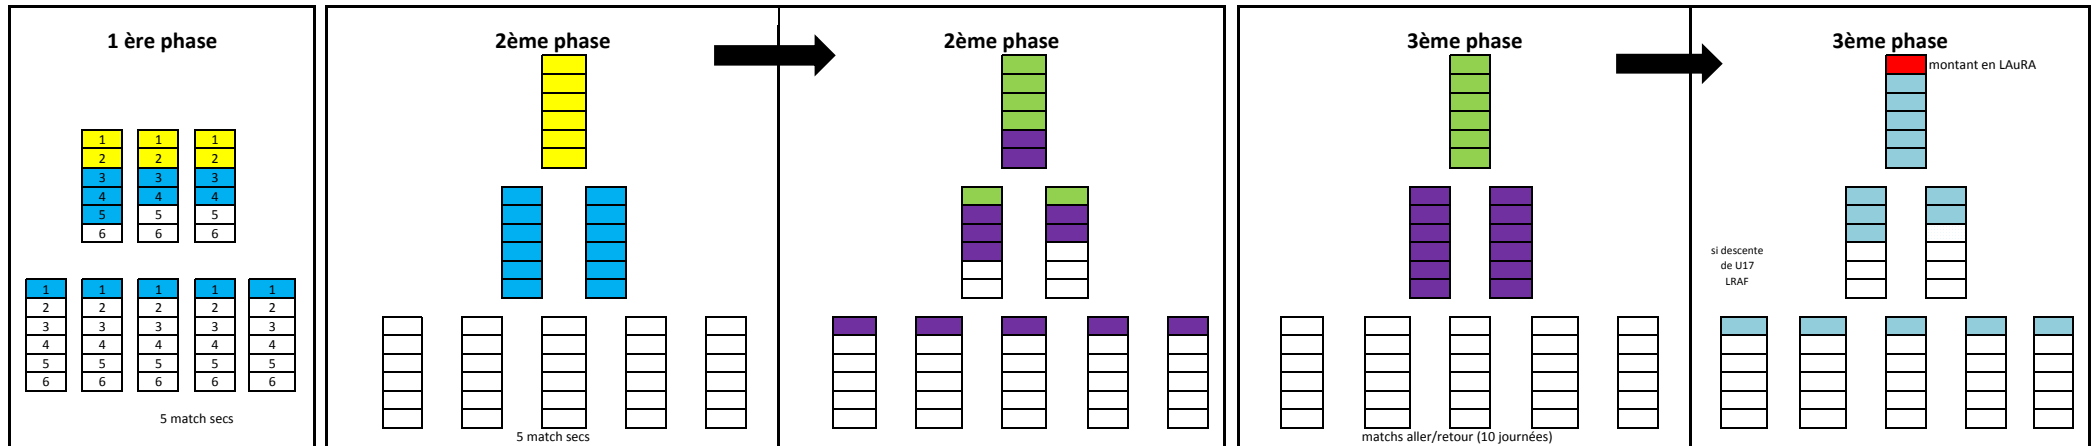 1 ère phase
2ème phase
2ème phase
3ème phase
3ème phase
montant en LAuRA
1 1 1
2 2 2
3 3 3
4 4 4
5 5 5
6 6 6
si descente
de U17
LRAF
1 1 1 1 1
2 2 2 2 2
3 3 3 3 3
4 4 4 4 4
5 5 5 5 5
6 6 6 6 6
5 match secs
5 match secs
matchs aller/retour (10 journées)